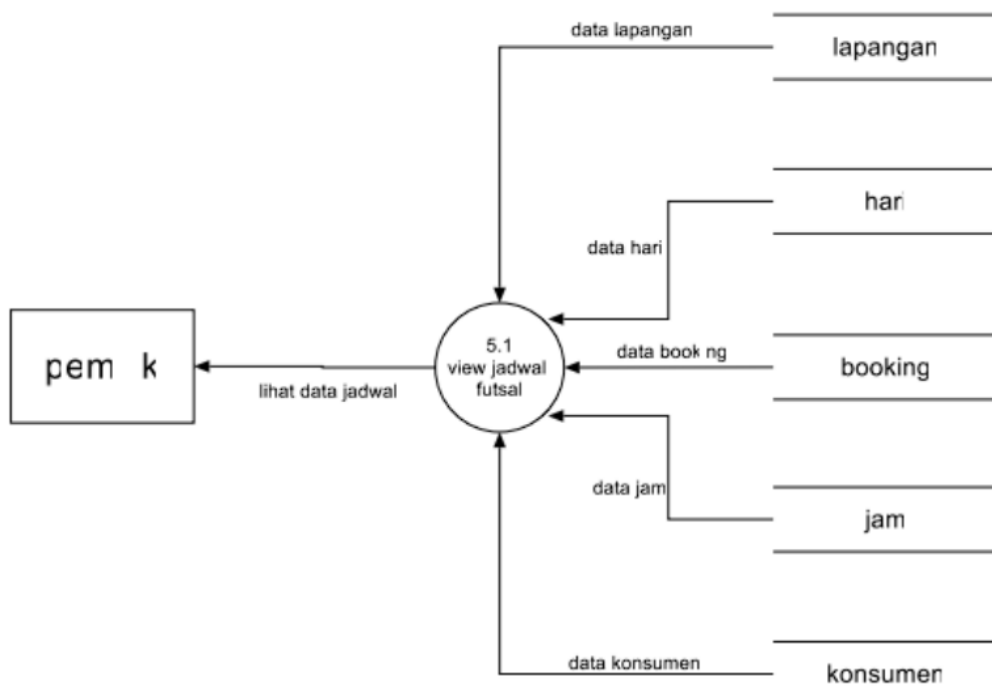 data lapangan
lapangan
hari
data hari
5.1
view jadwal
futsal
data book ng
booking
pem k
lihat data jadwal
data jam
jam
data konsumen
konsumen